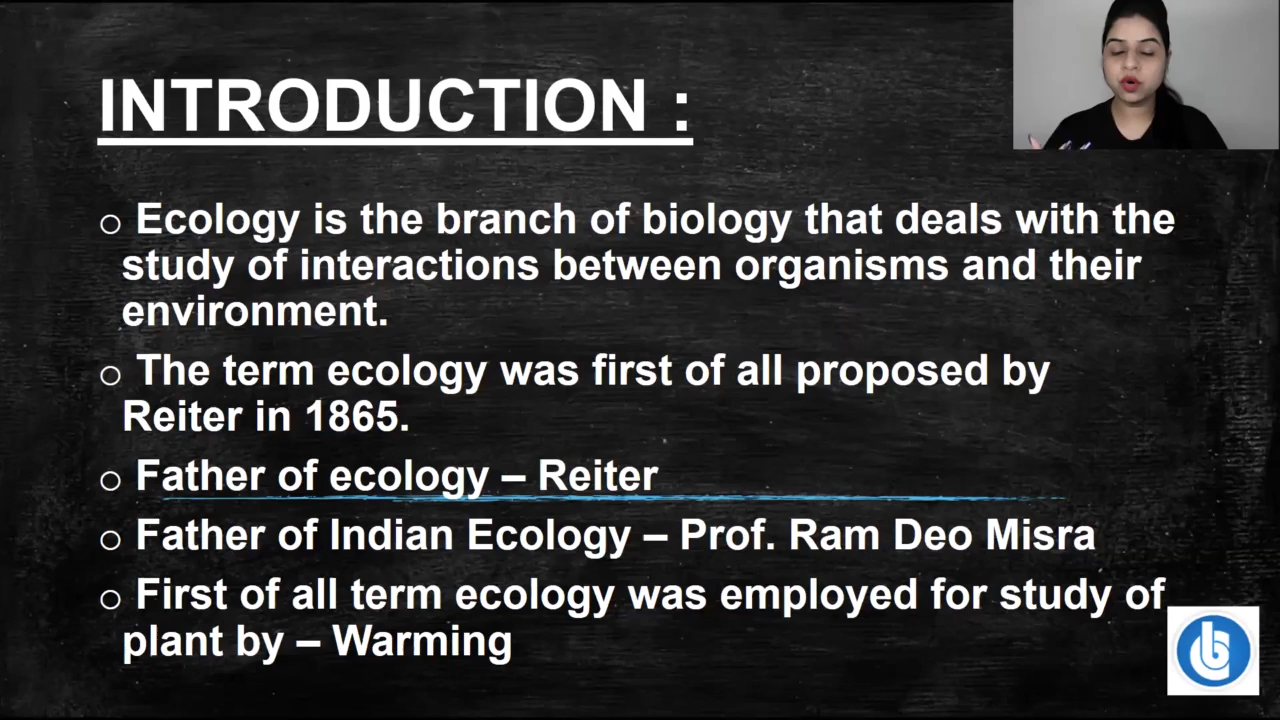 INTRODUCTION :
○ Ecology is the branch of biology that deals with the
study of interactions between organisms and their
environment.
○ The term ecology was first of all proposed by
Reiter in 1865.
○ Father of ecology – Reiter
○ Father of Indian Ecology – Prof. Ram Deo Misra
○ First of all term ecology was employed for study of
plant by – Warming